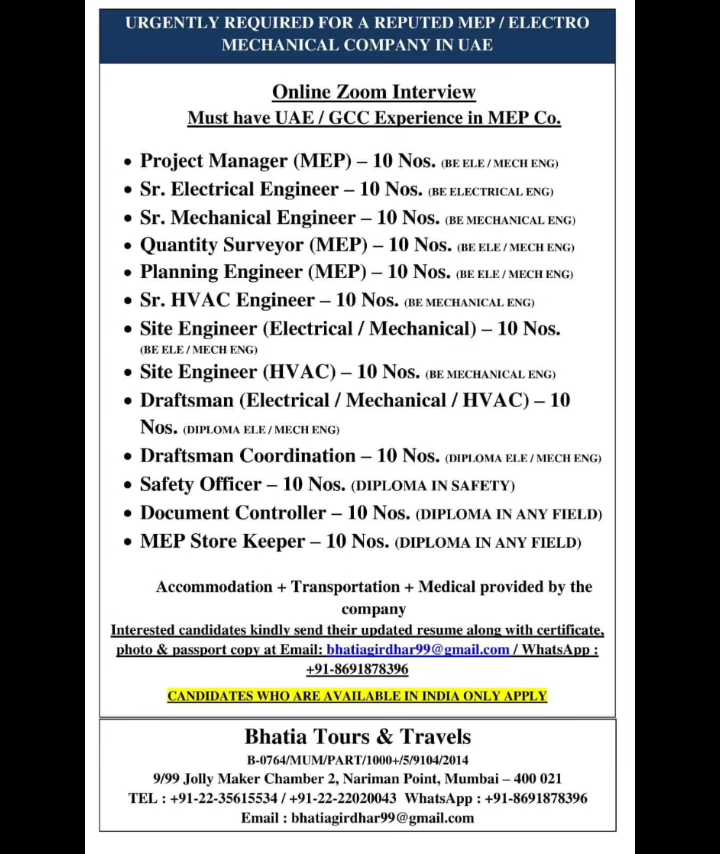 URGENTLY REQUIRED FOR A REPUTED MEP / ELECTRO
MECHANICAL COMPANY IN UAE
Online Zoom Interview
Must have UAE / GCC Experience in MEP Co.
• Project Manager (MEP) – 10 Nos. (BE ELE / MECH ENG)
• Sr. Electrical Engineer – 10 Nos. (BE ELECTRICAL ENG)
• Sr. Mechanical Engineer – 10 Nos. (BE MECHANICAL ENG)
• Quantity Surveyor (MEP) – 10 Nos. (BE ELE / MECH ENG)
• Planning Engineer (MEP) – 10 Nos. (BE ELE / MECH ENG)
• Sr. HVAC Engineer – 10 Nos. (BE MECHANICAL ENG)
• Site Engineer (Electrical / Mechanical) – 10 Nos.
(BE ELE / MECH ENG)
• Site Engineer (HVAC) – 10 Nos. (BE MECHANICAL ENG)
• Draftsman (Electrical / Mechanical / HVAC) – 10
Nos. (DIPLOMA ELE / MECH ENG)
• Draftsman Coordination – 10 Nos. (DIPLOMA ELE / MECH ENG)
• Safety Officer – 10 Nos. (DIPLOMA IN SAFETY)
• Document Controller – 10 Nos. (DIPLOMA IN ANY FIELD)
• MEP Store Keeper – 10 Nos. (DIPLOMA IN ANY FIELD)
Accommodation + Transportation + Medical provided by the
company
Interested candidates kindly send their updated resume along with certificate,
photo & passport copy at Email: bhatiagirdhar99@gmail.com / WhatsApp :
+91-8691878396
CANDIDATES WHO ARE AVAILABLE IN INDIA ONLY APPLY
Bhatia Tours & Travels
B-0764/MUM/PART/1000+/5/9104/2014
9/99 Jolly Maker Chamber 2, Nariman Point, Mumbai – 400 021
TEL : +91-22-35615534 / +91-22-22020043 WhatsApp : +91-8691878396
Email : bhatiagirdhar99@gmail.com